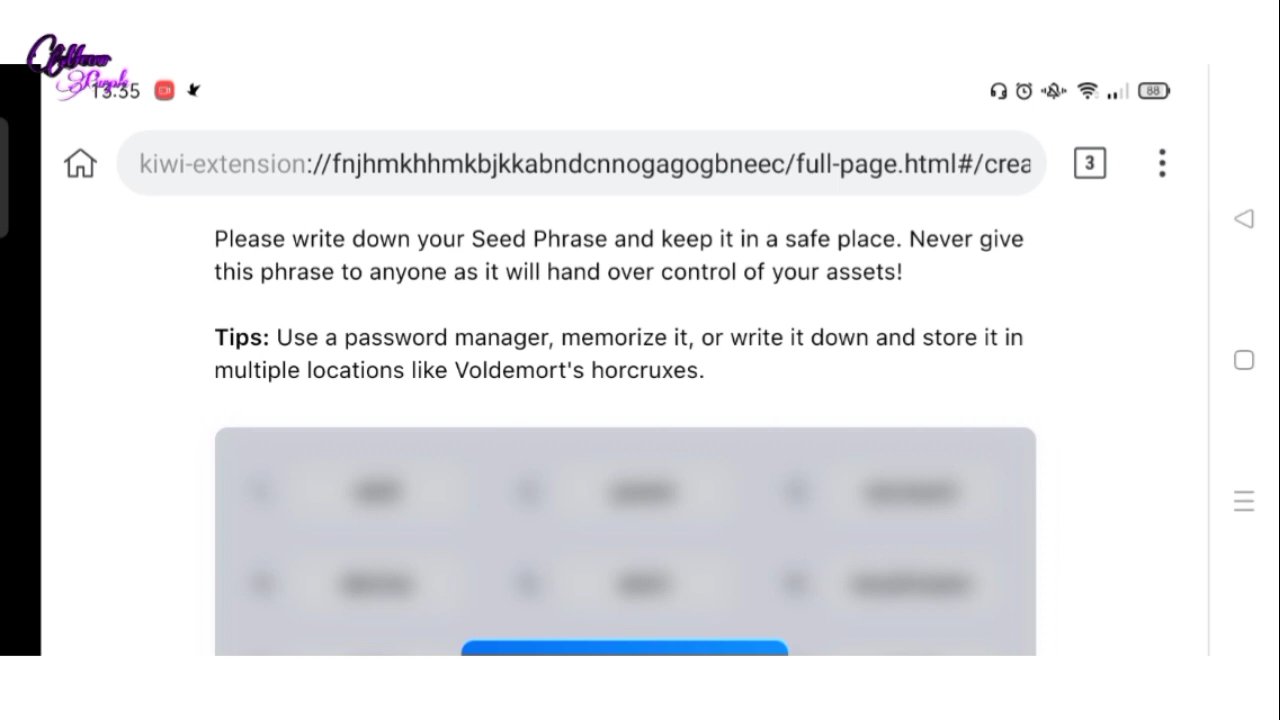 13:35
88
kiwi-extension://fnjhmkhhmkbjkkabndcnnogagogbneec/full-page.html#/crea
3
Please write down your Seed Phrase and keep it in a safe place. Never give
this phrase to anyone as it will hand over control of your assets!
Tips: Use a password manager, memorize it, or write it down and store it in
multiple locations like Voldemort's horcruxes.